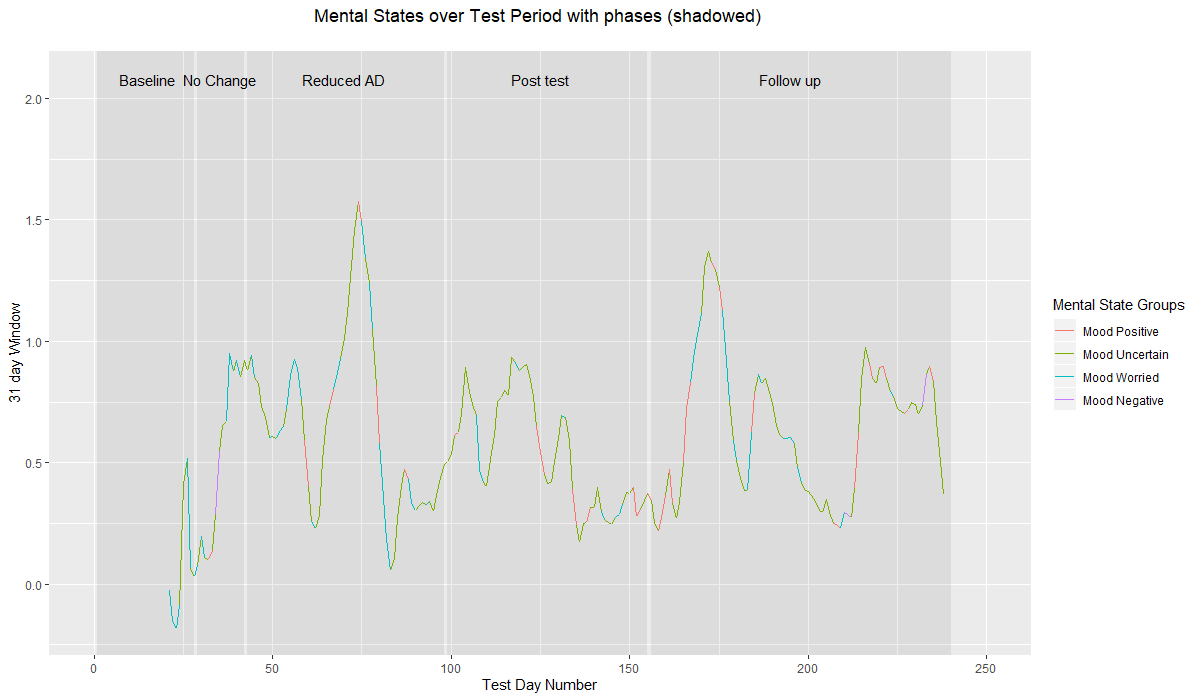 Mental States over Test Period with phases (shadowed)
Baseline No Change Reduced AD Post test Follow up
2.0
1.5
1.0
0.5
0.0
31 day Window
0 50 100 150 200 250
Test Day Number
Mental State Groups
Mood Positive
Mood Uncertain
Mood Worried
Mood Negative